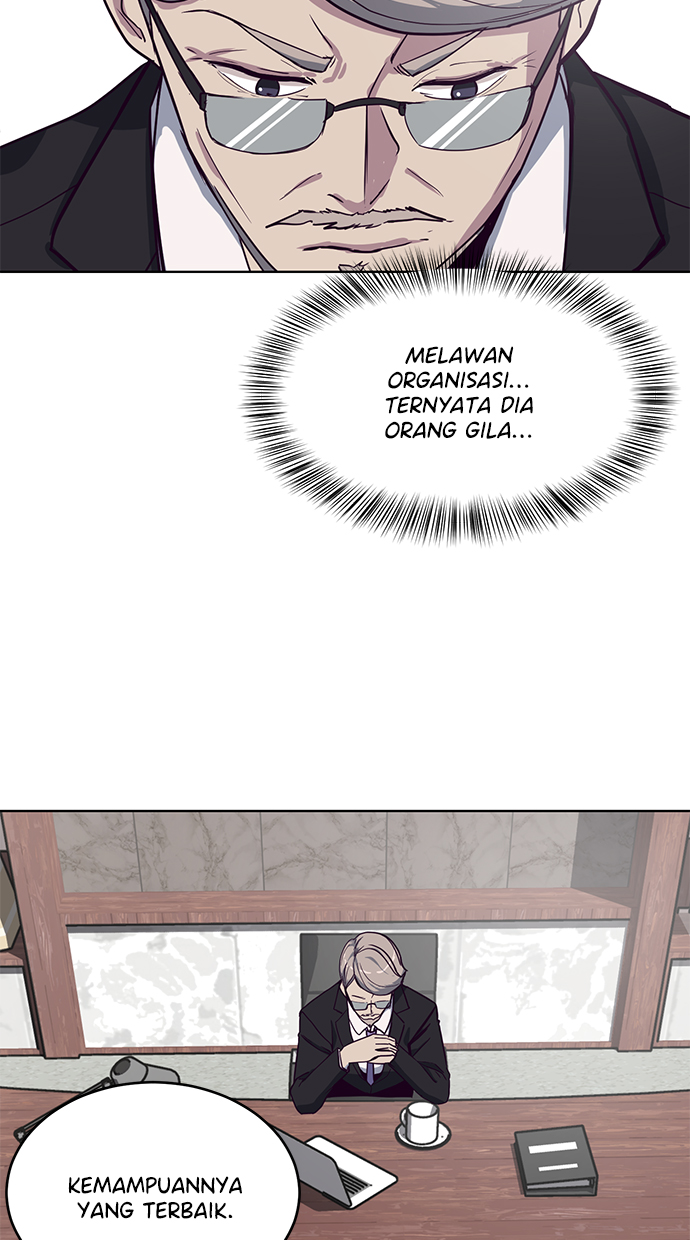 MELAWAN
ORGANISASI...
TERNYATA DIA
ORANG GILA...
KEMAMPUANNYA
YANG TERBAIK.